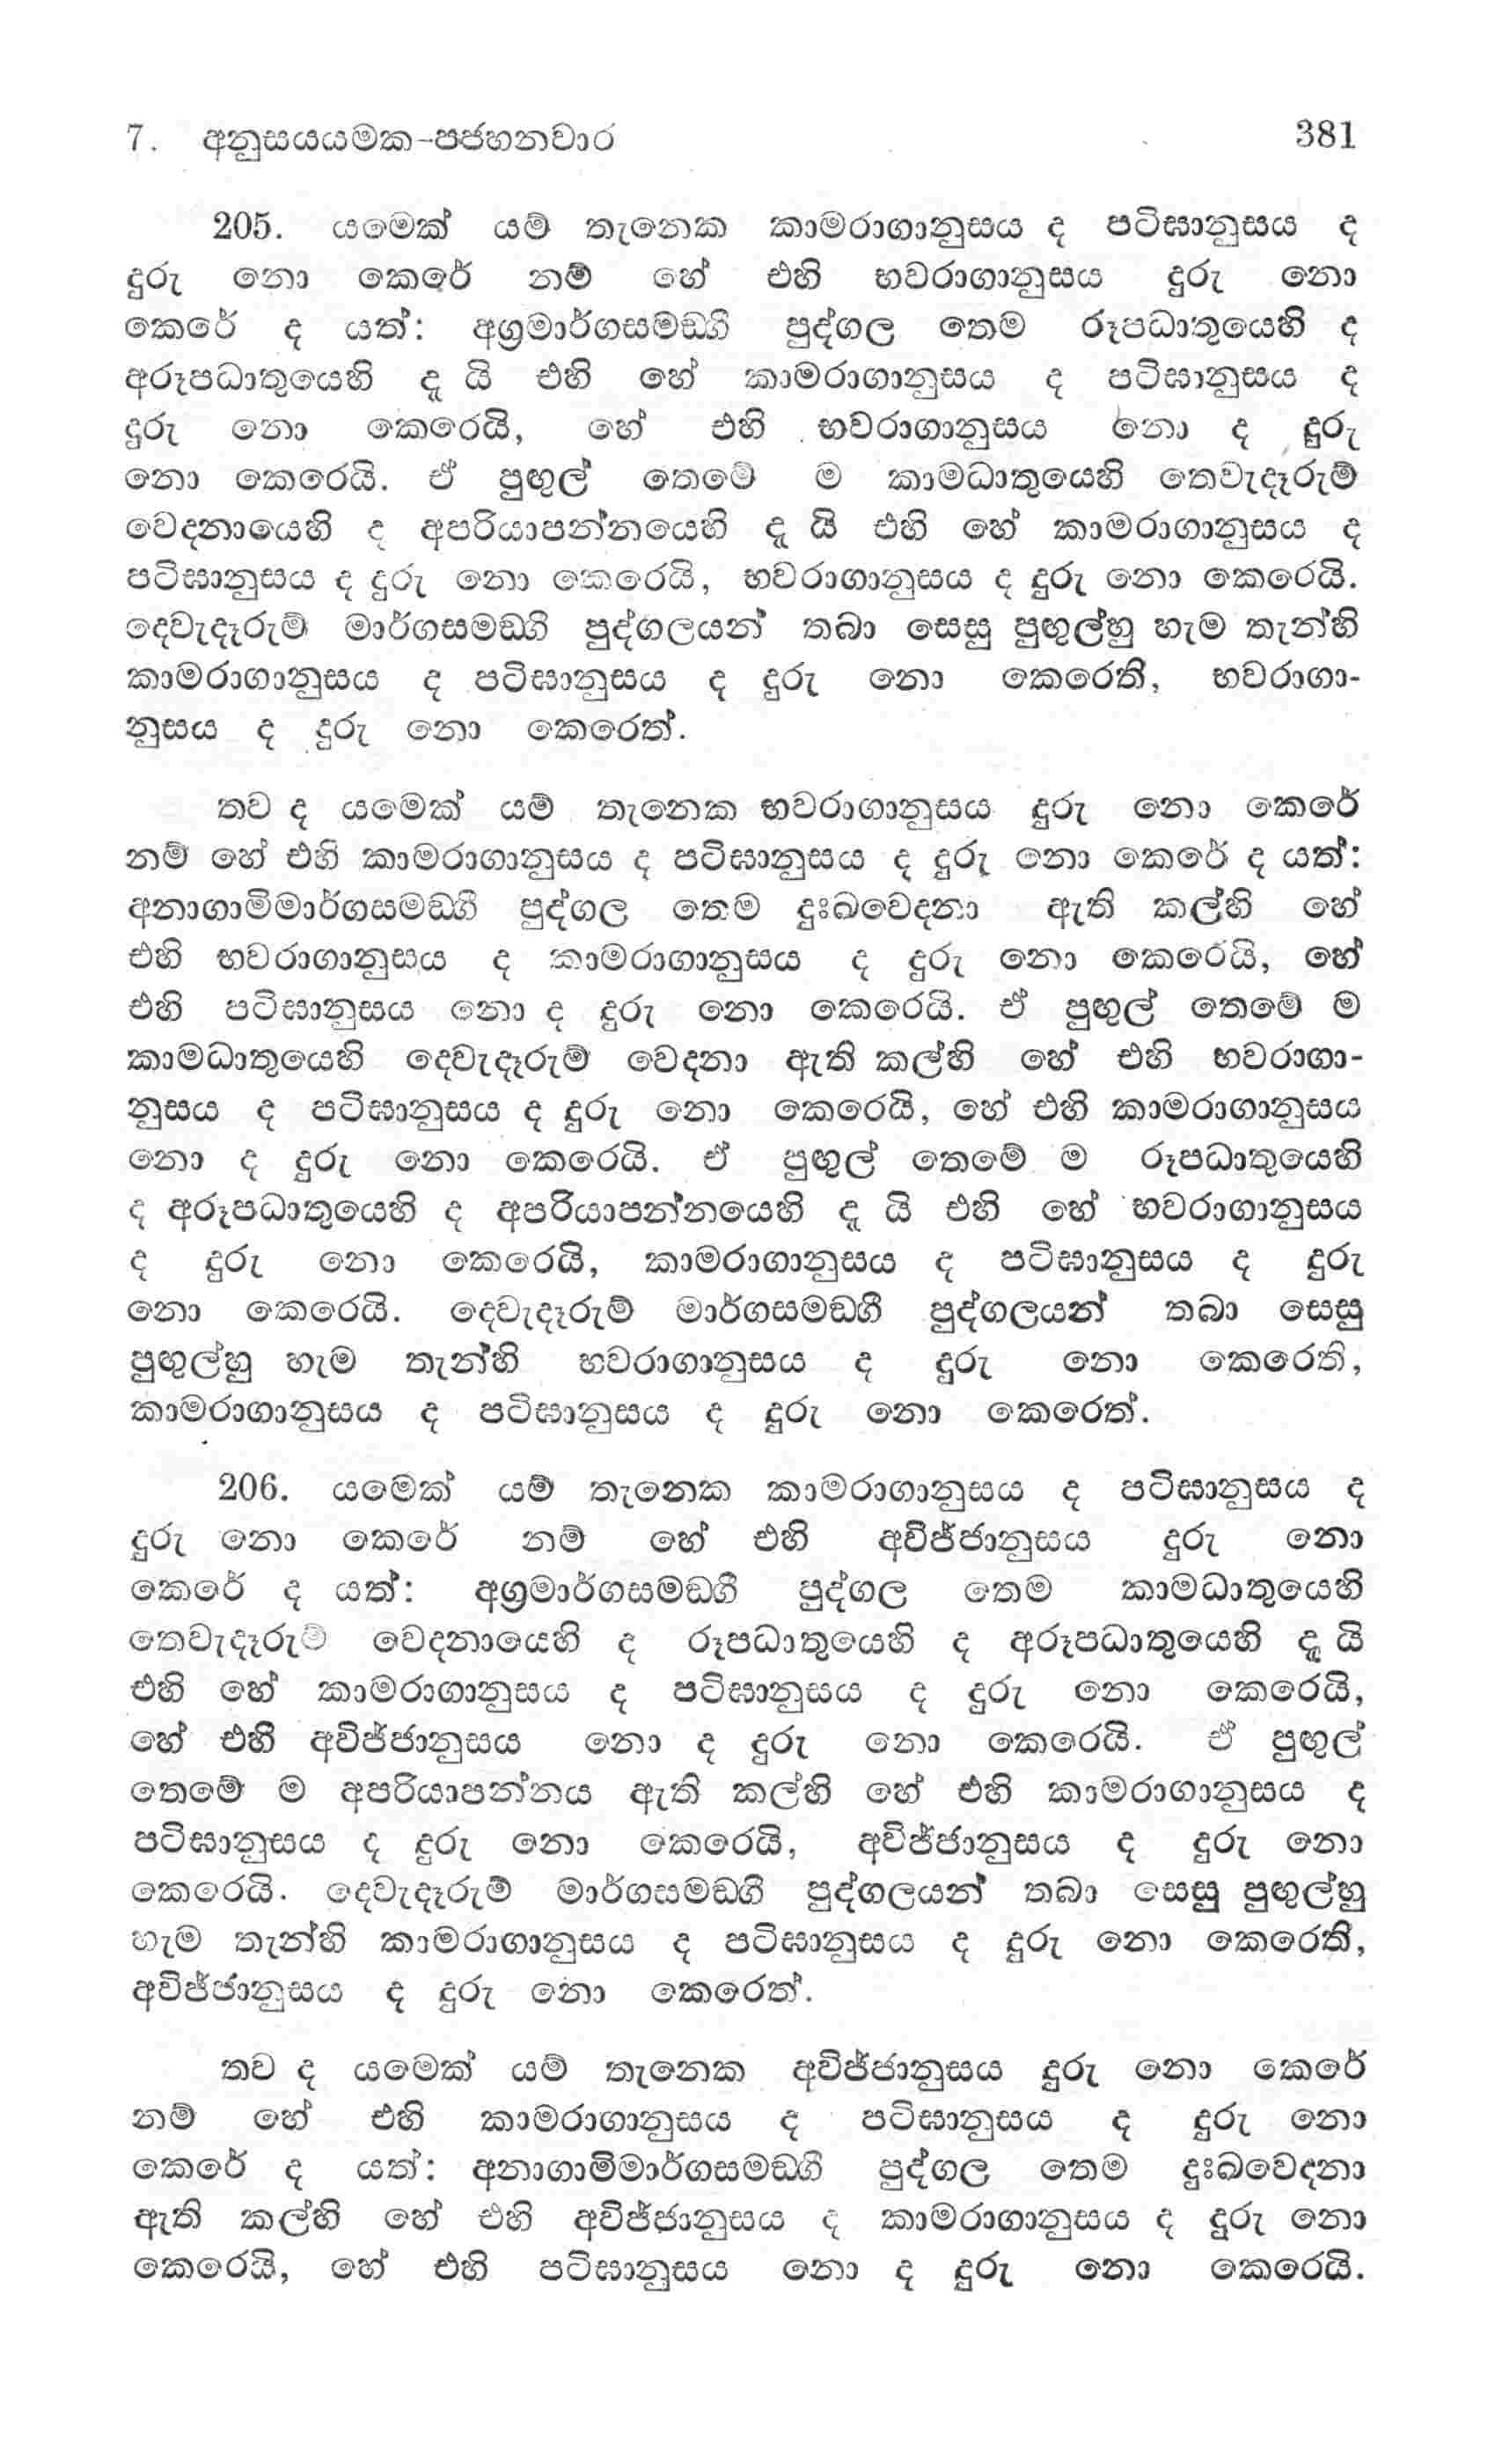 7. අනුසයයමක-පජහනවාර 381
205. යමෙක් යම් තැනෙක කාමරාගානුසය ද පටිඝානුසය ද
දුරු නො කෙරේ නම් හේ එහි භවරාගානුසය දුරු නො
කෙරේ ද යත්: අග්‍රමාර්ගසමඞ්ගී පුද්ගල තෙම රූපධාතුයෙහි ද
අරූපධාතුයෙහි දූ යි එහි හේ කාමරාගානුසය ද පටිඝානුසය ද
දුරු නො කෙරෙයි, හේ එහි භවරාගානුසය නො ද දුරු
නො කෙරෙයි. ඒ පුඟුල් තෙමේ ම කාමධාතුයෙහි තෙවැදෑරුම්
වෙදනායෙහි ද අපරියාපන්නයෙහි දූ යි එහි හේ කාමරාගානුසය ද
පටිඝානුසය ද දුරු නො කෙරෙයි, භවරාගානුසය ද දුරු නො කෙරෙයි.
දෙවැදෑරුම් මාර්ගසමඞ්ගී පුද්ගලයන් තබා සෙසු පුඟුල්හු හැම තැන්හි
කාමරාගානුසය ද පටිඝානුසය ද දුරු නො කෙරෙති, භවරාගා-
නුසය ද දුරු නො කෙරෙත්.
තව ද යමෙක් යම් තැනෙක භවරාගානුසය දුරු නො කෙරේ
නම් හේ එහි කාමරාගානුසය ද පටිඝානුසය ද දුරු නො කෙරේ ද යත්:
අනාගාමිමාර්ගසමඞ්ගී පුද්ගල තෙම දුඃඛවෙදනා ඇති කල්හි හේ
එහි භවරාගානුසය ද කාමරාගානුසය ද දුරු නො කෙරෙයි, හේ
එහි පටිඝානුසය නො ද දුරු නො කෙරෙයි. ඒ පුඟුල් තෙමේ ම
කාමධාතුයෙහි දෙවැදෑරුම් වෙදනා ඇති කල්හි හේ එහි භවරාගා-
නුසය ද පටිඝානුසය ද දුරු නො කෙරෙයි, හේ එහි කාමරාගානුසය
නො ද දුරු නො කෙරෙයි. ඒ පුඟුල් තෙමේ ම රූපධාතුයෙහි
ද අරූපධාතුයෙහි ද අපරියාපන්නයෙහි දූ යි එහි හේ භවරාගානුසය
ද දුරු නො කෙරෙයි, කාමරාගානුසය ද පටිඝානුසය ද දුරු
නො කෙරෙයි. දෙවැදෑරුම් මාර්ගසමඞ්ගී පුද්ගලයන් තබා සෙසු
පුඟුල්හු හැම තැන්හි භවරාගානුසය ද දුරු නො කෙරෙති,
කාමරාගානුසය ද පටිඝානුසය ද දුරු නො කෙරෙත්.
206. යමෙක් යම් තැනෙක කාමරාගානුසය ද පටිඝානුසය ද
දුරු නො කෙරේ නම් හේ එහි අවිජ්ජානුසය දුරු නො
කෙරේ ද යත්: අග්‍රමාර්ගසමඞ්ගී පුද්ගල තෙම කාමධාතුයෙහි
තෙවැදෑරුම් වෙදනායෙහි ද රූපධාතුයෙහි ද අරූපධාතුයෙහි දූ යි
එහි හේ කාමරාගානුසය ද පටිඝානුසය ද දුරු නො කෙරෙයි,
හේ එහි අවිජ්ජානුසය නො ද දුරු නො කෙරෙයි. ඒ පුඟුල්
තෙමේ ම අපරියාපන්නය ඇති කල්හි හේ එහි කාමරාගානුසය ද
පටිඝානුසය ද දුරු නො කෙරෙයි, අවිජ්ජානුසය ද දුරු නො
කෙරෙයි. දෙවැදෑරුම් මාර්ගසමඞ්ගී පුද්ගලයන් තබා සෙසු පුඟුල්හු
හැම තැන්හි කාමරාගානුසය ද පටිඝානුසය ද දුරු නො කෙරෙති,
අවිජ්ජානුසය ද දුරු නො කෙරෙත්.
තව ද යමෙක් යම් තැනෙක අවිජ්ජානුසය දුරු නො කෙරේ
නම් හේ එහි කාමරාගානුසය ද පටිඝානුසය ද දුරු නො
කෙරේ ද යත්: අනාගාමිමාර්ගසමඞ්ගී පුද්ගල තෙම දුඃඛවෙදනා
ඇති කල්හි හේ එහි අවිජ්ජානුසය ද කාමරාගානුසය ද දුරු නො
කෙරෙයි, හේ එහි පටිඝානුසය නො ද දුරු නො කෙරෙයි.